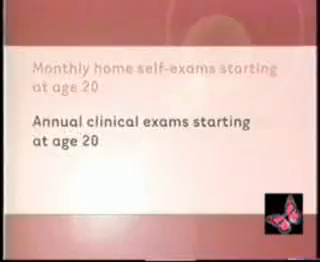 Monthly home self-exams starting
at age 20
Annual clinical exams starting
at age 20